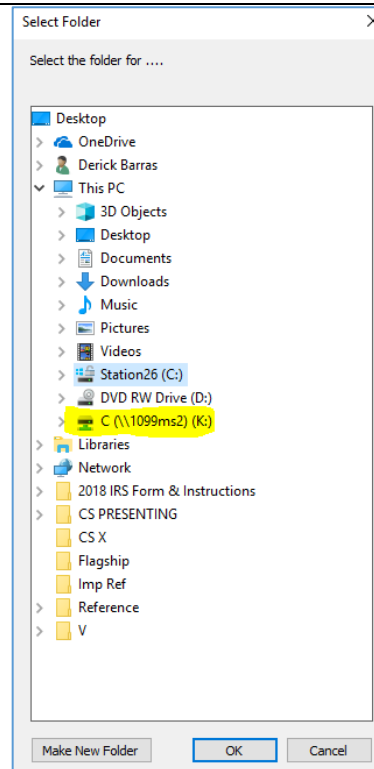 Select Folder
Select the folder for ....
Desktop
OneDrive
Derick Barras
This PC
3D Objects
Desktop
Documents
Downloads
Music
Pictures
Videos
Station26 (C:)
DVD RW Drive (D:)
C (\\1099ms2) (K:)
Libraries
Network
2018 IRS Form & Instructions
CS PRESENTING
CS X
Flagship
Imp Ref
Reference
V
Make New Folder OK Cancel